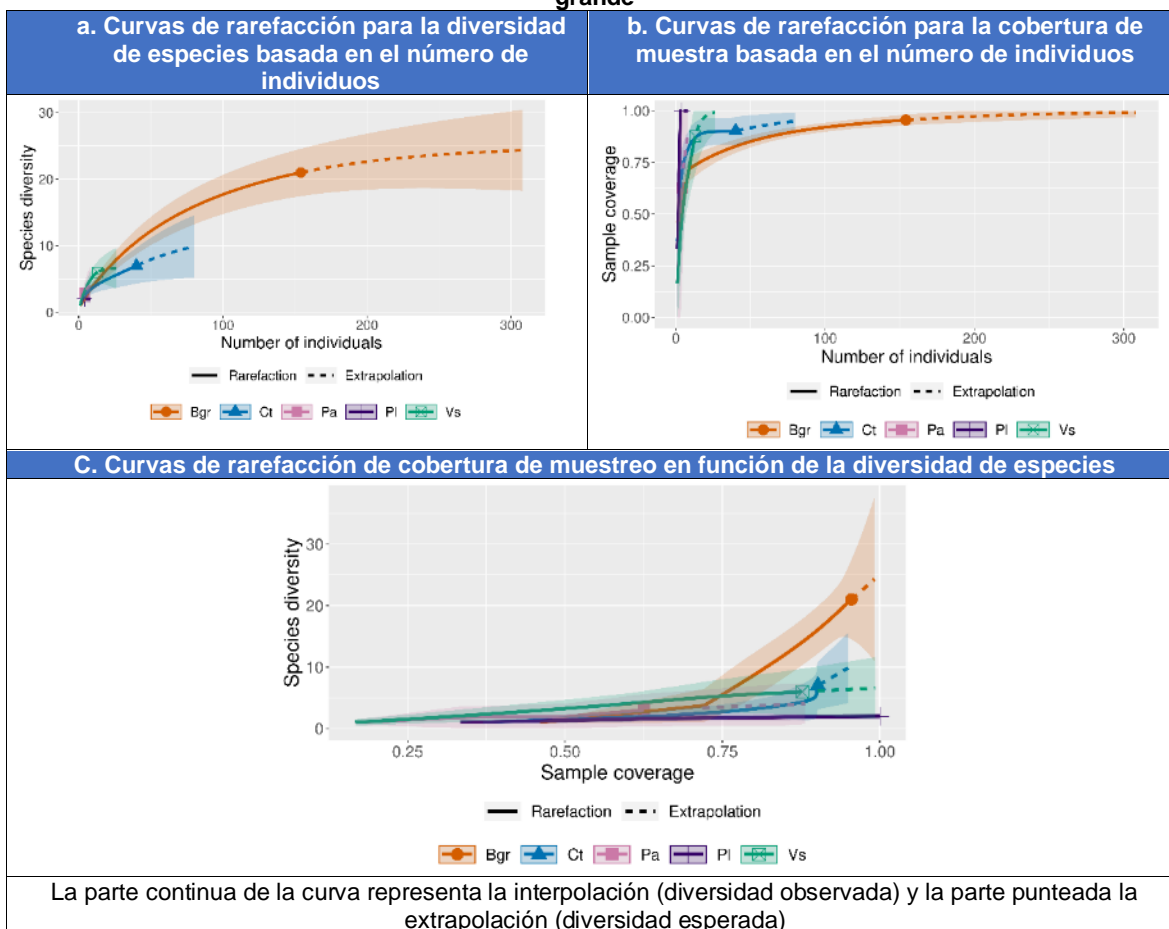 grande
a. Curvas de rarefacción para la diversidad
de especies basada en el número de
individuos
b. Curvas de rarefacción para la cobertura de
muestra basada en el número de individuos
30
20
10
0
Species diversity
0 100 200 300
Number of individuals
Rarefaction Extrapolation
Bgr Ct Pa Pl Vs
1.00
0.75
0.50
0.25
0.00
Sample coverage
0 100 200 300
Number of individuals
Rarefaction Extrapolation
Bgr Ct Pa Pl Vs
C. Curvas de rarefacción de cobertura de muestreo en función de la diversidad de especies
30
20
10
0
Species diversity
0.25 0.50 0.75 1.00
Sample coverage
Rarefaction Extrapolation
Bgr Ct Pa Pl Vs
La parte continua de la curva representa la interpolación (diversidad observada) y la parte punteada la
extrapolación (diversidad esperada)